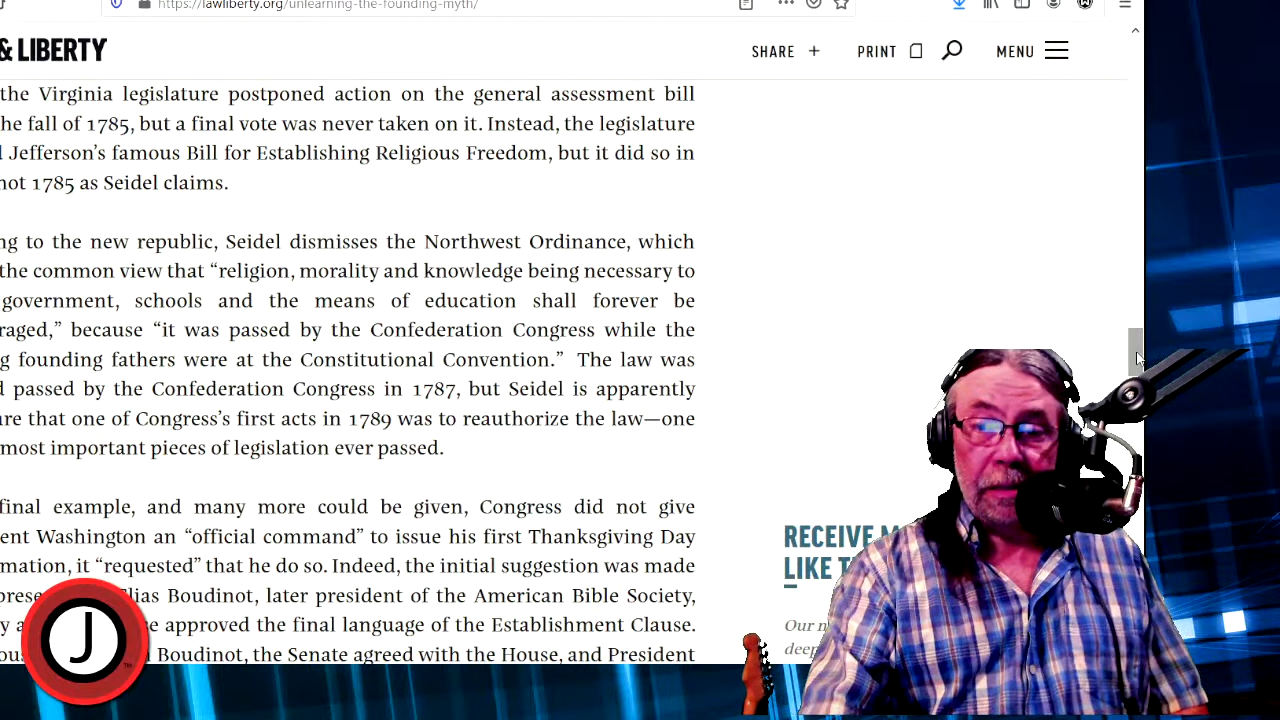 https://lawliberty.org/unlearning-the-founding-myth/
& LIBERTY
SHARE +
PRINT
MENU
the Virginia legislature postponed action on the general assessment bill
he fall of 1785, but a final vote was never taken on it. Instead, the legislature
Jefferson's famous Bill for Establishing Religious Freedom, but it did so in
not 1785 as Seidel claims.
ng to the new republic, Seidel dismisses the Northwest Ordinance, which
the common view that “religion, morality and knowledge being necessary to
government, schools and the means of education shall forever be
raged,” because “it was passed by the Confederation Congress while the
g founding fathers were at the Constitutional Convention.” The law was
d passed by the Confederation Congress in 1787, but Seidel is apparently
re that one of Congress's first acts in 1789 was to reauthorize the law—one
most important pieces of legislation ever passed.
final example, and many more could be given, Congress did not give
ent Washington an “official command” to issue his first Thanksgiving Day
mation, it “requested” that he do so. Indeed, the initial suggestion was made
prese Elias Boudinot, later president of the American Bible Society,
y a se approved the final language of the Establishment Clause.
ous Boudinot, the Senate agreed with the House, and President
RECEIVE M
LIKE T
Our n
deep
J
TM